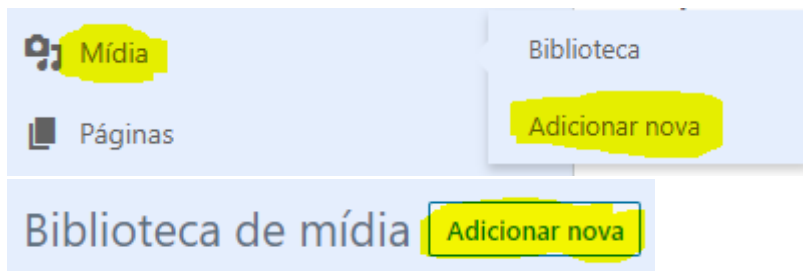 Mídia
Biblioteca
Páginas
Adicionar nova
Biblioteca de mídia Adicionar nova